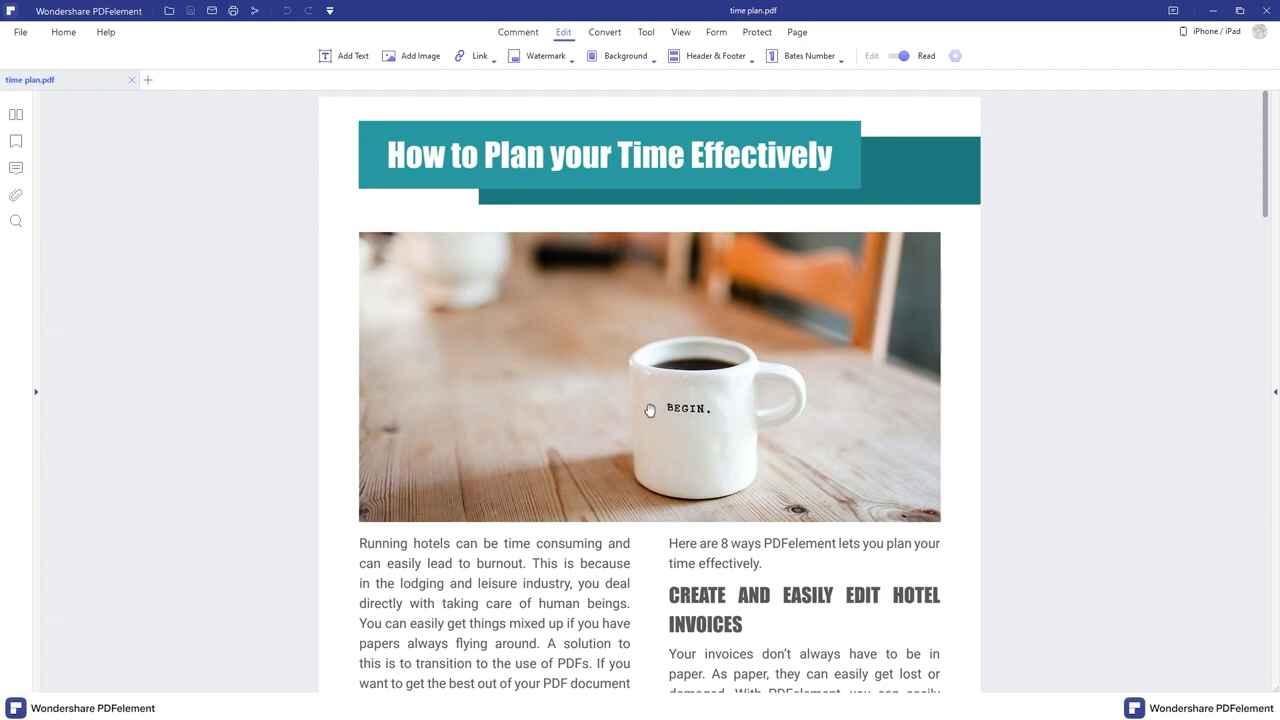 Wondershare PDFelement
time plan.pdf
File Home Help
Comment Edit Convert Tool View Form Protect Page
iPhone / iPad
Add Text Add Image Link Watermark Background Header & Footer Bates Number Edit Read
time plan.pdf
How to Plan your Time Effectively
BEGIN.
Running hotels can be time consuming and
can easily lead to burnout. This is because
in the lodging and leisure industry, you deal
directly with taking care of human beings.
You can easily get things mixed up if you have
papers always flying around. A solution to
this is to transition to the use of PDFs. If you
want to get the best out of your PDF document
Here are 8 ways PDFelement lets you plan your
time effectively.
CREATE AND EASILY EDIT HOTEL
INVOICES
Your invoices don't always have to be in
paper. As paper, they can easily get lost or
damaged. With PDFelement, you can easily
Wondershare PDFelement
Wondershare PDFelement